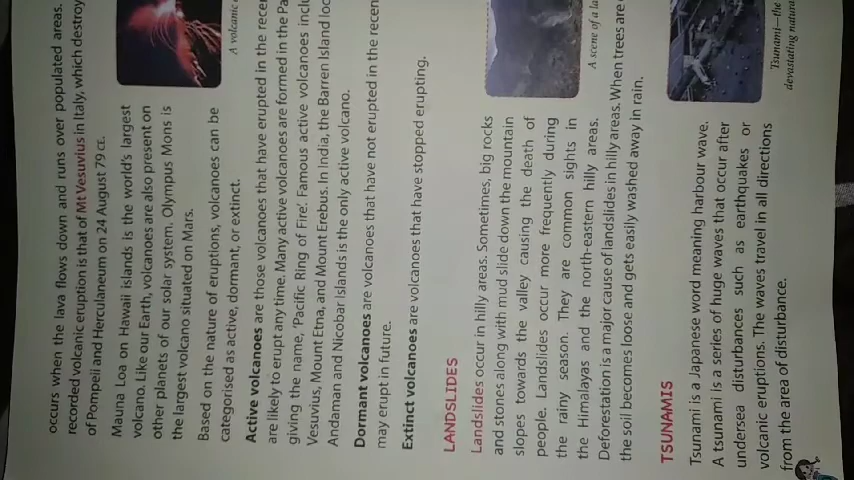 occurs when the lava flows down and runs over populated areas.
recorded volcanic eruption is that of Mt Vesuvius in Italy, which destroy
of Pompeii and Herculaneum on 24 August 79 CE.
Mauna Loa on Hawaii islands is the world's largest
volcano. Like our Earth, volcanoes are also present on
other planets of our solar system. Olympus Mons is
the largest volcano situated on Mars.
A volcanic
Based on the nature of eruptions, volcanoes can be
categorised as active, dormant, or extinct.
Active volcanoes are those volcanoes that have erupted in the recen
are likely to erupt any time. Many active volcanoes are formed in the Pa
giving the name, 'Pacific Ring of Fire'. Famous active volcanoes inclu
Vesuvius, Mount Etna, and Mount Erebus. In India, the Barren Island loc
Andaman and Nicobar Islands is the only active volcano.
Dormant volcanoes are volcanoes that have not erupted in the recen
may erupt in future.
Extinct volcanoes are volcanoes that have stopped erupting.
LANDSLIDES
Landslides occur in hilly areas. Sometimes, big rocks
and stones along with mud slide down the mountain
slopes towards the valley causing the death of
people. Landslides occur more frequently during
the rainy season. They are common sights in
the Himalayas and the north-eastern hilly areas.
A scene of a la
Deforestation is a major cause of landslides in hilly areas. When trees are
the soil becomes loose and gets easily washed away in rain.
TSUNAMIS
Tsunami is a Japanese word meaning harbour wave.
A tsunami is a series of huge waves that occur after
undersea disturbances such as earthquakes or
volcanic eruptions. The waves travel in all directions
from the area of disturbance.
Tsunami—the
devastating natura